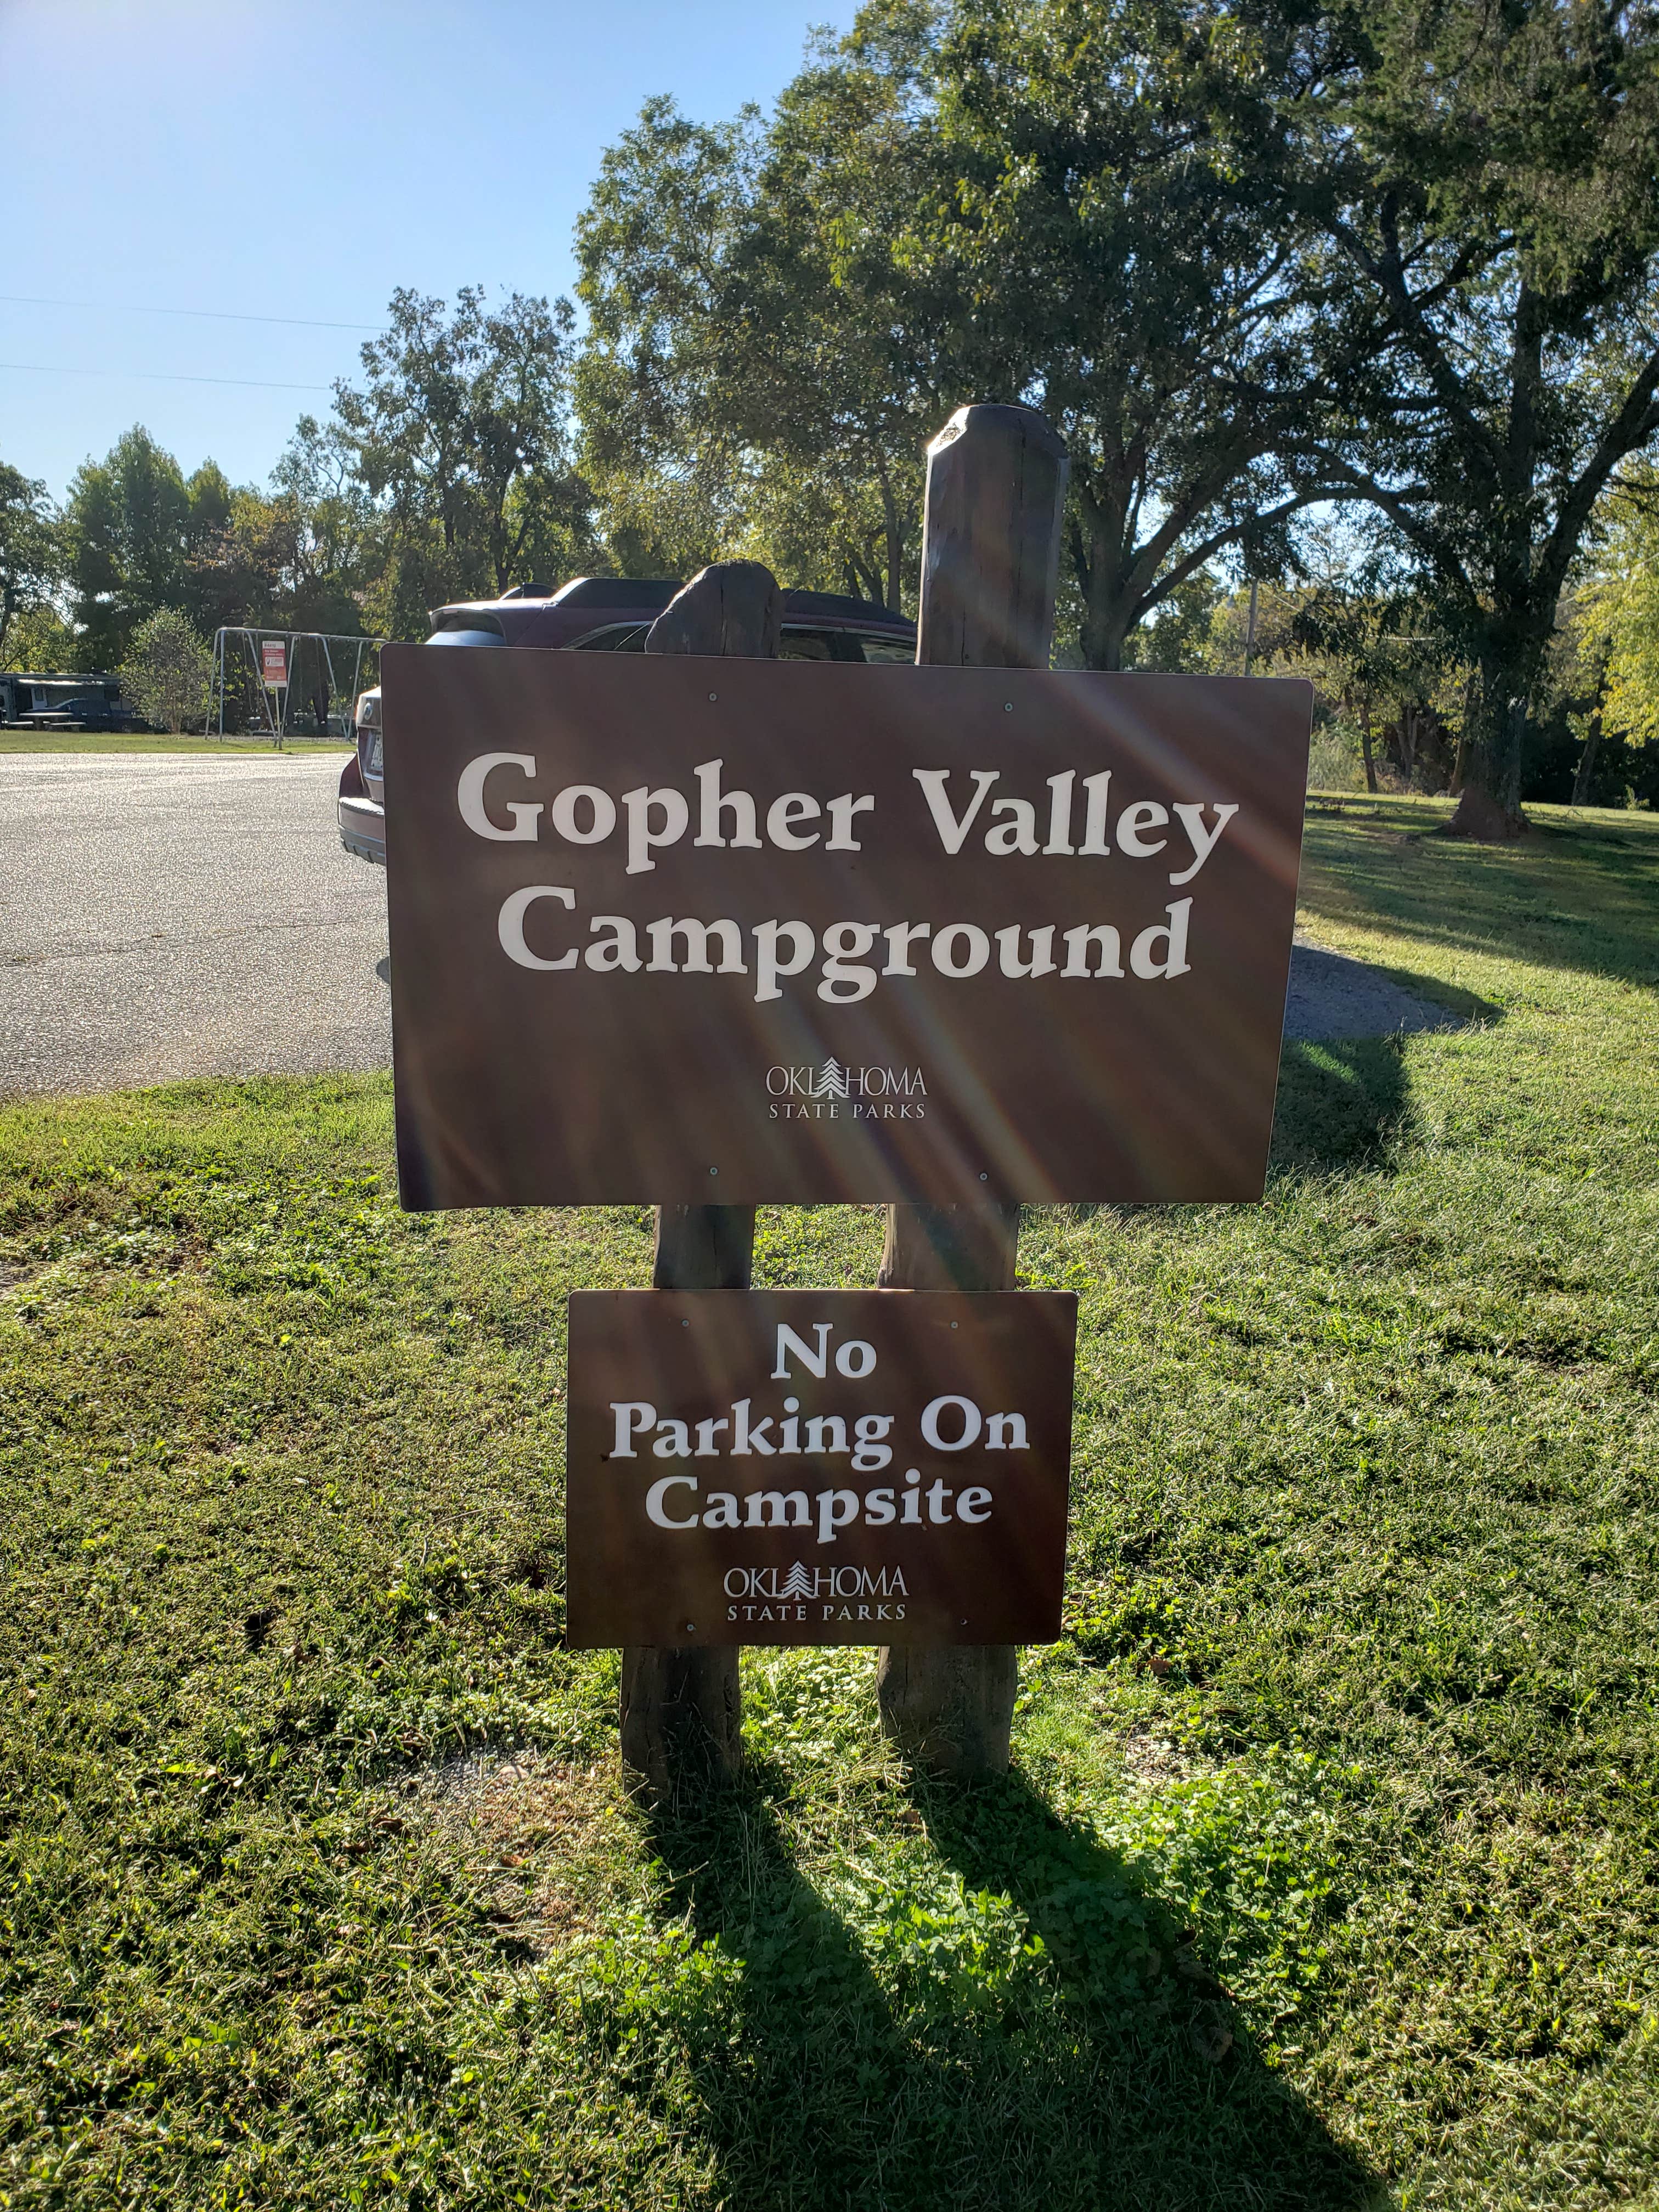 Gopher Valley
Campground
OKLAHOMA
STATE PARKS
No
Parking On
Campsite
OKLAHOMA
STATE PARKS